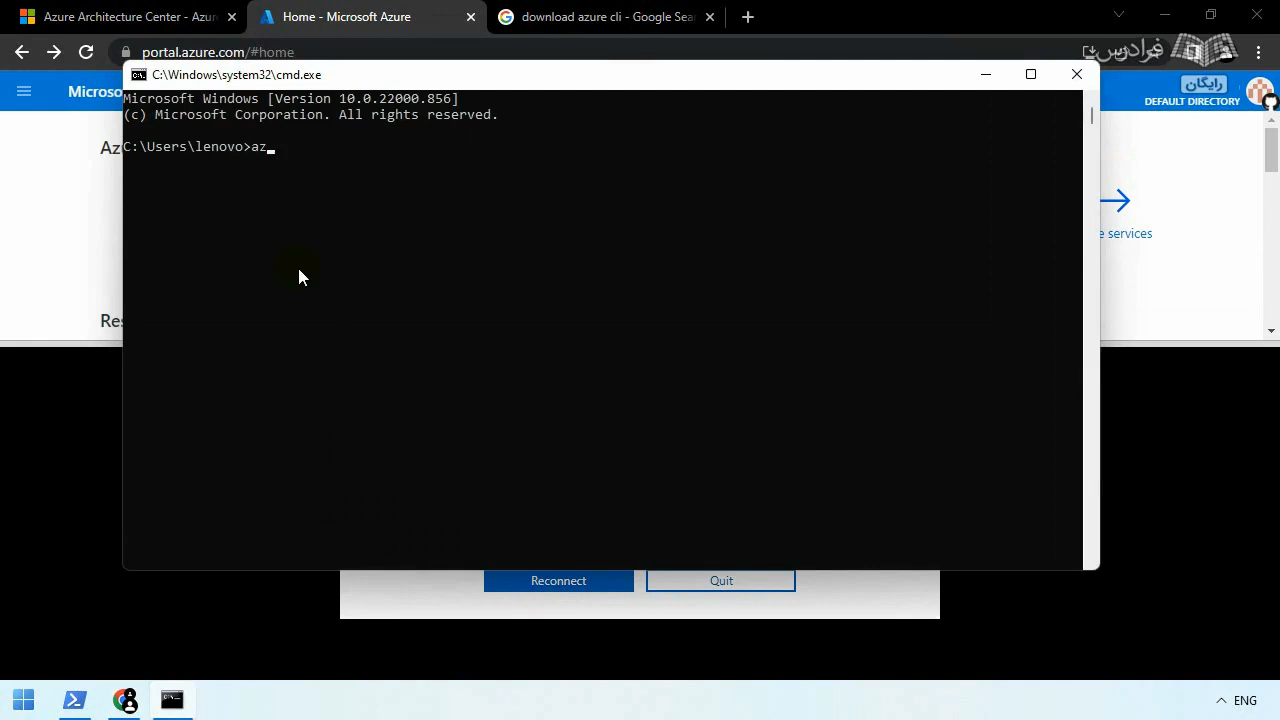 Azure Architecture Center - Azu
Home - Microsoft Azure
download azure cli - Google Sea
portal.azure.com/#home
فرادرس
C:\Windows\system32\cmd.exe
Microso
رایگان
DEFAULT DIRECTORY
Microsoft Windows [Version 10.0.22000.856]
(c) Microsoft Corporation. All rights reserved.
Az
C:\Users\lenovo>az
e services
Res
Reconnect
Quit
ENG